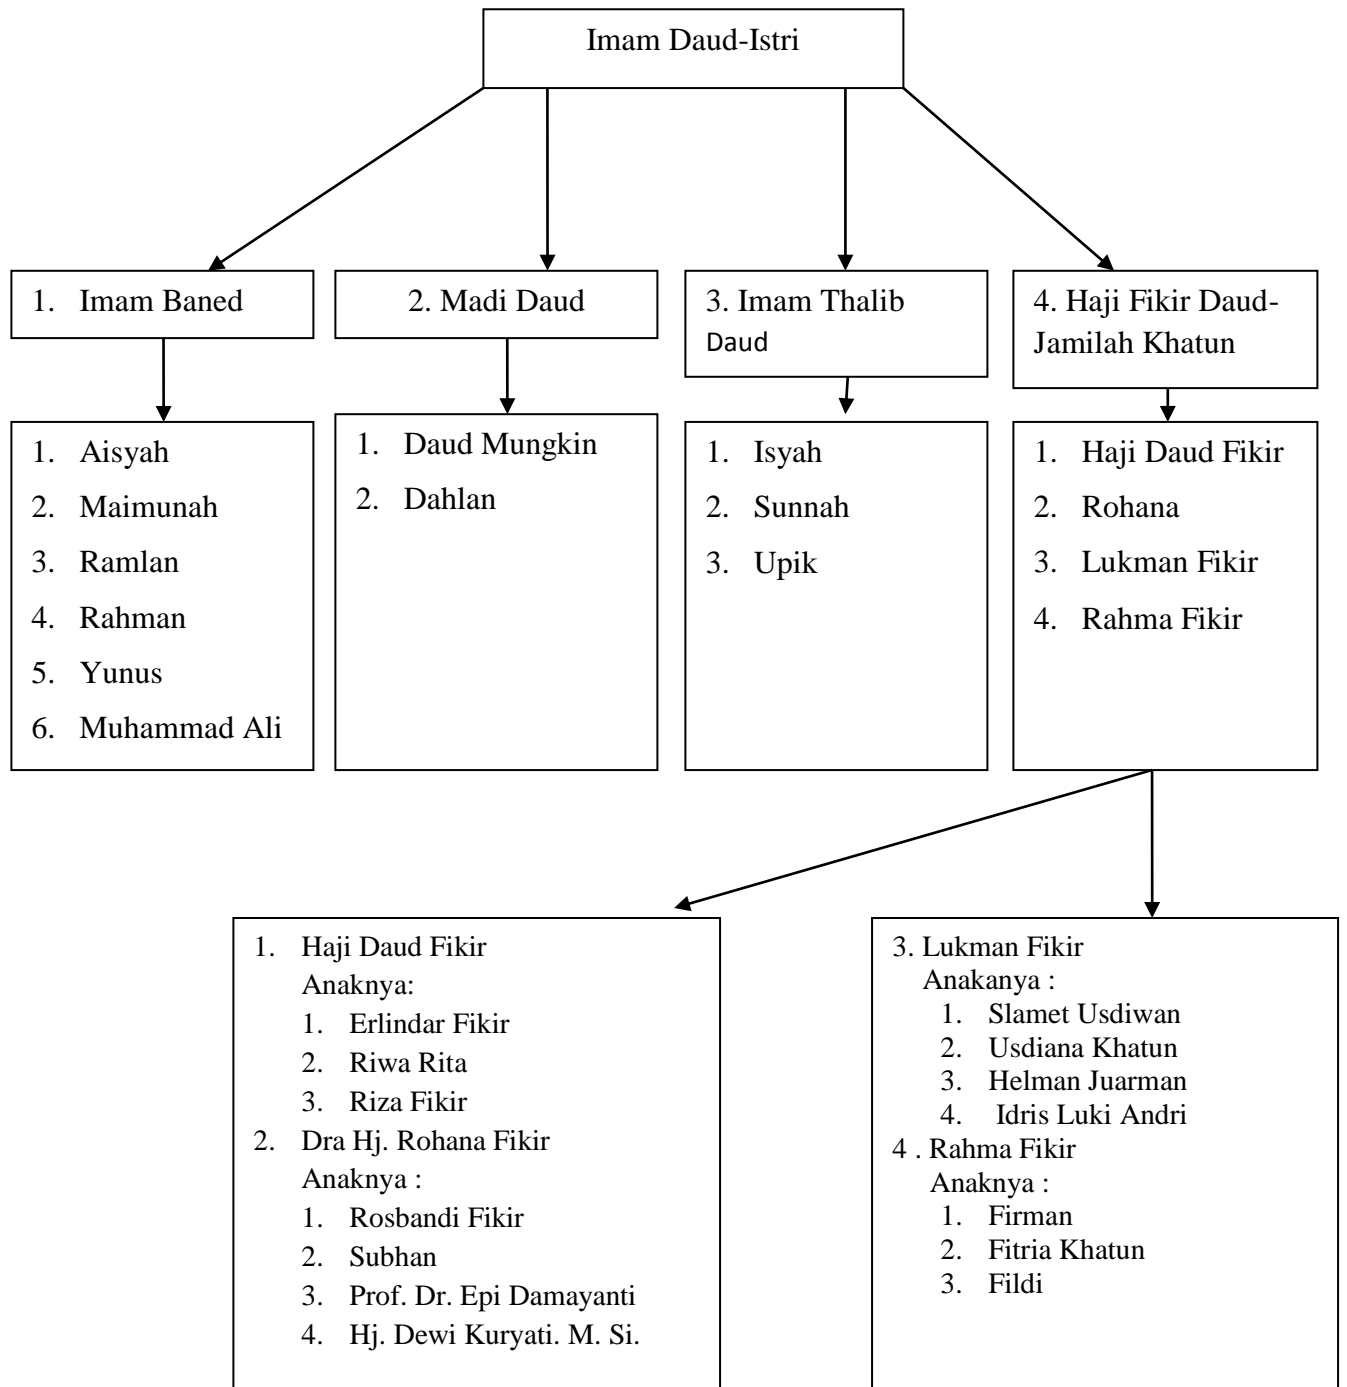 Imam Daud-Istri
1. Imam Baned
2. Madi Daud
3. Imam Thalib
Daud
4. Haji Fikir Daud-
Jamilah Khatun
1. Aisyah
2. Maimunah
3. Ramlan
4. Rahman
5. Yunus
6. Muhammad Ali
1. Daud Mungkin
2. Dahlan
1. Isyah
2. Sunnah
3. Upik
1. Haji Daud Fikir
2. Rohana
3. Lukman Fikir
4. Rahma Fikir
1. Haji Daud Fikir
Anaknya:
1. Erlindar Fikir
2. Riwa Rita
3. Riza Fikir
2. Dra Hj. Rohana Fikir
Anaknya :
1. Rosbandi Fikir
2. Subhan
3. Prof. Dr. Epi Damayanti
4. Hj. Dewi Kuryati. M. Si.
3. Lukman Fikir
Anakanya :
1. Slamet Usdiwan
2. Usdiana Khatun
3. Helman Juarman
4. Idris Luki Andri
4 . Rahma Fikir
Anaknya :
1. Firman
2. Fitria Khatun
3. Fildi